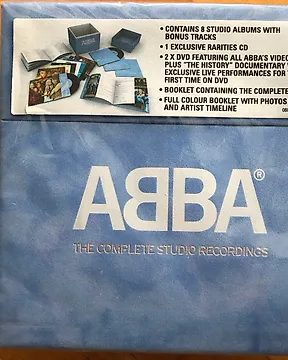 • CONTAINS 8 STUDIO ALBUMS WITH
BONUS TRACKS
• 1 EXCLUSIVE RARITIES CD
• 2 X DVD FEATURING ALL ABBA'S VIDEO
PLUS "THE HISTORY" DOCUMENTARY
EXCLUSIVE LIVE PERFORMANCES FOR
FIRST TIME ON DVD
• BOOKLET CONTAINING THE COMPLETE
• FULL COLOUR BOOKLET WITH PHOTOS
AND ARTIST TIMELINE
ABBA
ABBA®
THE COMPLETE STUDIO RECORDINGS